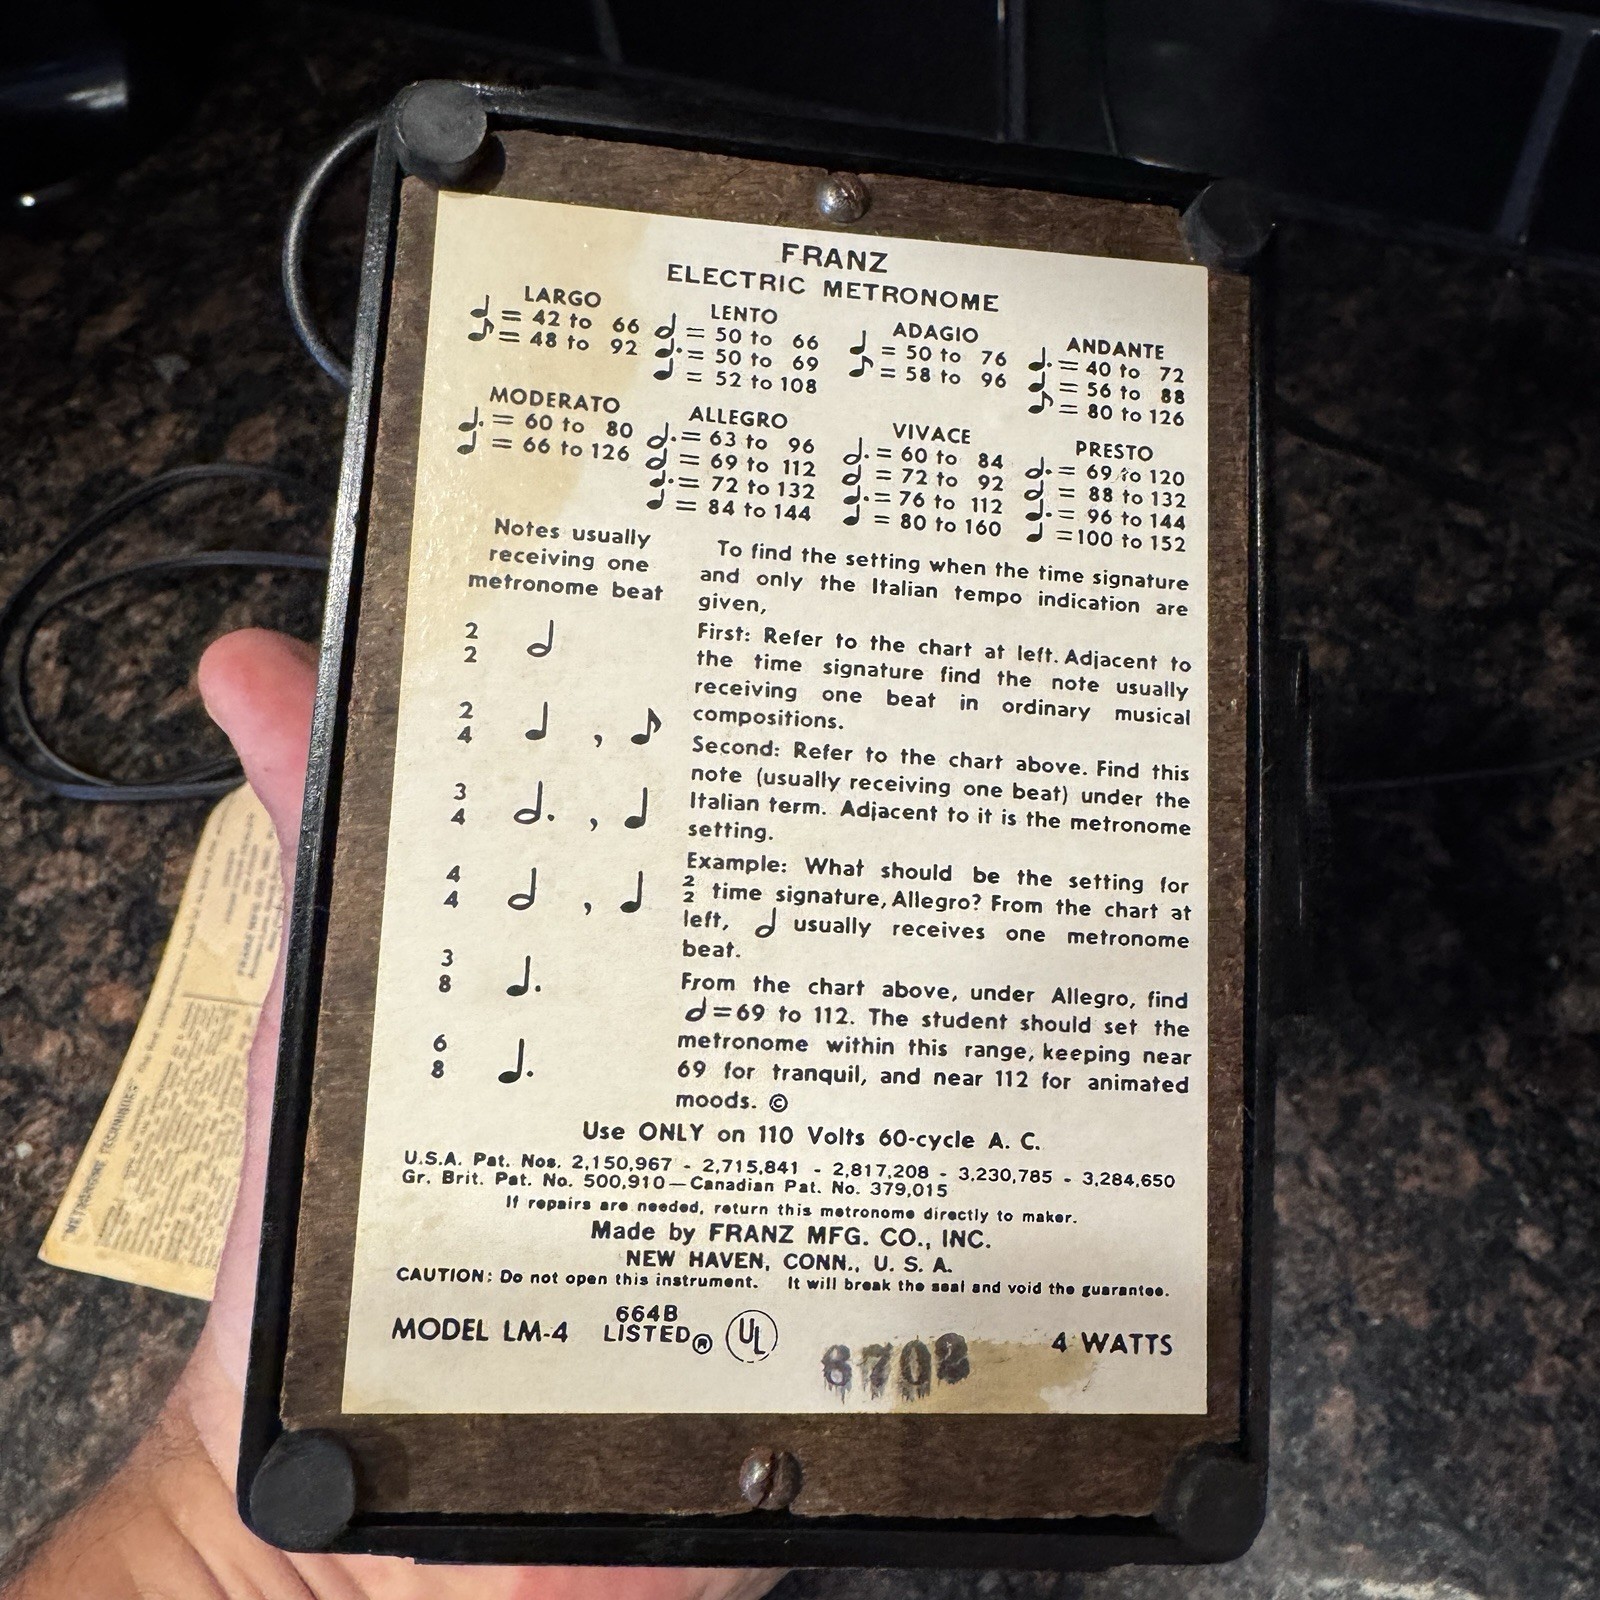 FRANZ
ELECTRIC METRONOME
LARGO
♩ = 42 to 66
♪ = 48 to 92
LENTO
𝅗𝅥 = 50 to 66
♩. = 50 to 69
♩ = 52 to 108
ADAGIO
♩ = 50 to 76
♪ = 58 to 96
ANDANTE
♩. = 40 to 72
♩ = 56 to 88
♪ = 80 to 126
MODERATO
♩. = 60 to 80
♩ = 66 to 126
ALLEGRO
𝅗𝅥. = 63 to 96
𝅗𝅥 = 69 to 112
♩. = 72 to 132
♩ = 84 to 144
VIVACE
𝅗𝅥. = 60 to 84
𝅗𝅥 = 72 to 92
♩. = 76 to 112
♩ = 80 to 160
PRESTO
𝅗𝅥. = 69 to 120
𝅗𝅥 = 88 to 132
♩. = 96 to 144
♩ =100 to 152
Notes usually
receiving one
metronome beat
2
2 𝅗𝅥
2
4 ♩ , ♪
3
4 𝅗𝅥. , ♩
4
4 𝅗𝅥 , ♩
3
8 ♩.
6
8 ♩.
To find the setting when the time signature
and only the Italian tempo indication are
given,
First: Refer to the chart at left. Adjacent to
the time signature find the note usually
receiving one beat in ordinary musical
compositions.
Second: Refer to the chart above. Find this
note (usually receiving one beat) under the
Italian term. Adjacent to it is the metronome
setting.
Example: What should be the setting for
2/2 time signature, Allegro? From the chart at
left, 𝅗𝅥 usually receives one metronome
beat.
From the chart above, under Allegro, find
𝅗𝅥=69 to 112. The student should set the
metronome within this range, keeping near
69 for tranquil, and near 112 for animated
moods. ©
Use ONLY on 110 Volts 60-cycle A. C.
U.S.A. Pat. Nos. 2,150,967 - 2,715,841 - 2,817,208 - 3,230,785 - 3,284,650
Gr. Brit. Pat. No. 500,910—Canadian Pat. No. 379,015
If repairs are needed, return this metronome directly to maker.
Made by FRANZ MFG. CO., INC.
NEW HAVEN, CONN., U. S. A.
CAUTION: Do not open this instrument. It will break the seal and void the guarantee.
MODEL LM-4
664B
LISTED ® UL
4 WATTS
METRONOME TECHNIQUES